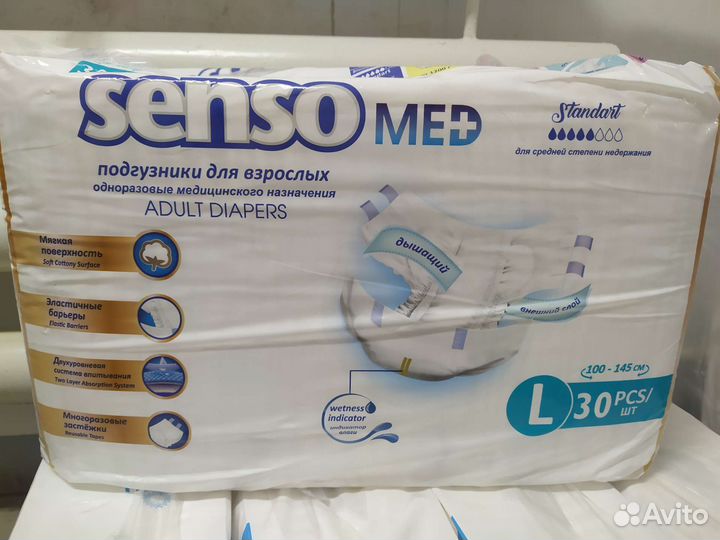 senso MED
Standart
для средней степени недержания
подгузники для взрослых
одноразовые медицинского назначения
ADULT DIAPERS
Мягкая
поверхность
Soft Cottony Surface
Эластичные
барьеры
Elastic Barriers
Двухуровневая
система впитывания
Two Layer Absorption System
Многоразовые
застёжки
Reusable Tapes
дышащий
внешний слой
wetness
indicator
индикатор
влаги
100 - 145 см
L 30 PCS/
ШТ
Avito